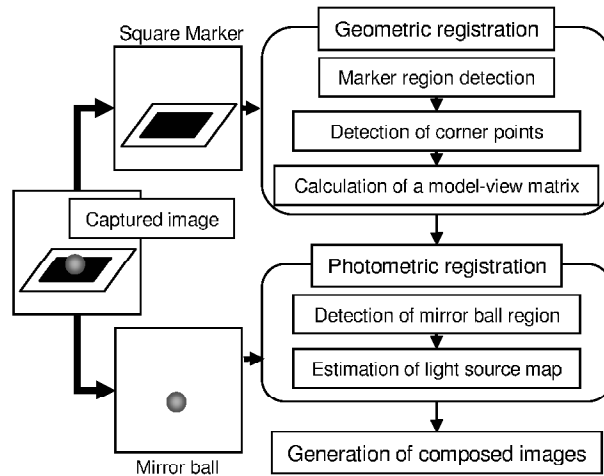 Square Marker
Geometric registration
Marker region detection
Detection of corner points
Calculation of a model-view matrix
Captured image
Photometric registration
Detection of mirror ball region
Estimation of light source map
Mirror ball
Generation of composed images